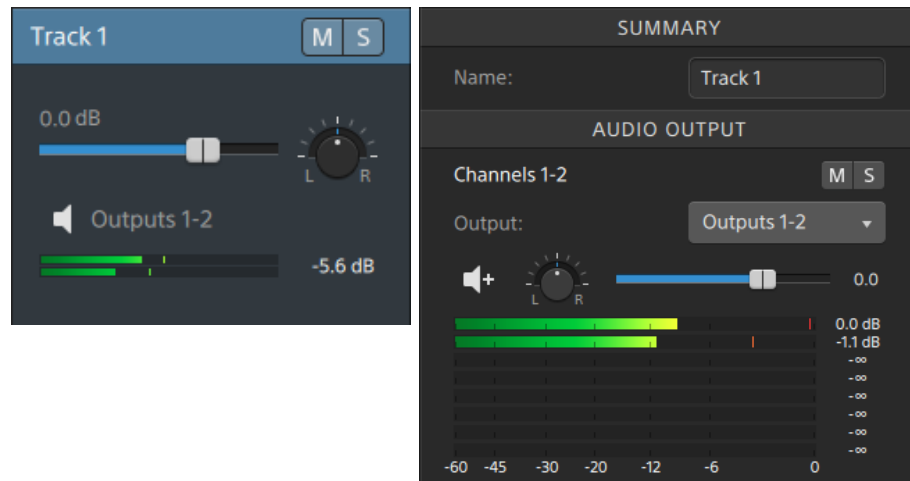 Track 1 M S
0.0 dB
L R
Outputs 1-2
-5.6 dB
SUMMARY
Name: Track 1
AUDIO OUTPUT
Channels 1-2 M S
Output: Outputs 1-2
L R 0.0
0.0 dB
-1.1 dB
-∞
-∞
-∞
-∞
-∞
-∞
-60 -45 -30 -20 -12 -6 0